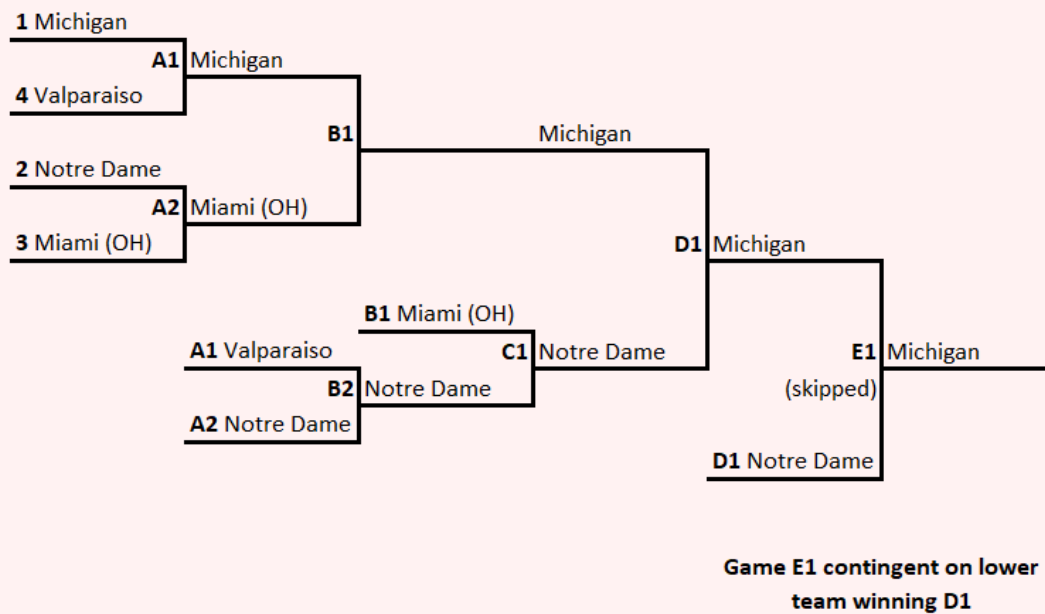 1 Michigan
A1 Michigan
4 Valparaiso
B1 Michigan
2 Notre Dame
A2 Miami (OH)
3 Miami (OH)
D1 Michigan
B1 Miami (OH)
A1 Valparaiso
C1 Notre Dame
E1 Michigan
B2 Notre Dame
(skipped)
A2 Notre Dame
D1 Notre Dame
Game E1 contingent on lower
team winning D1